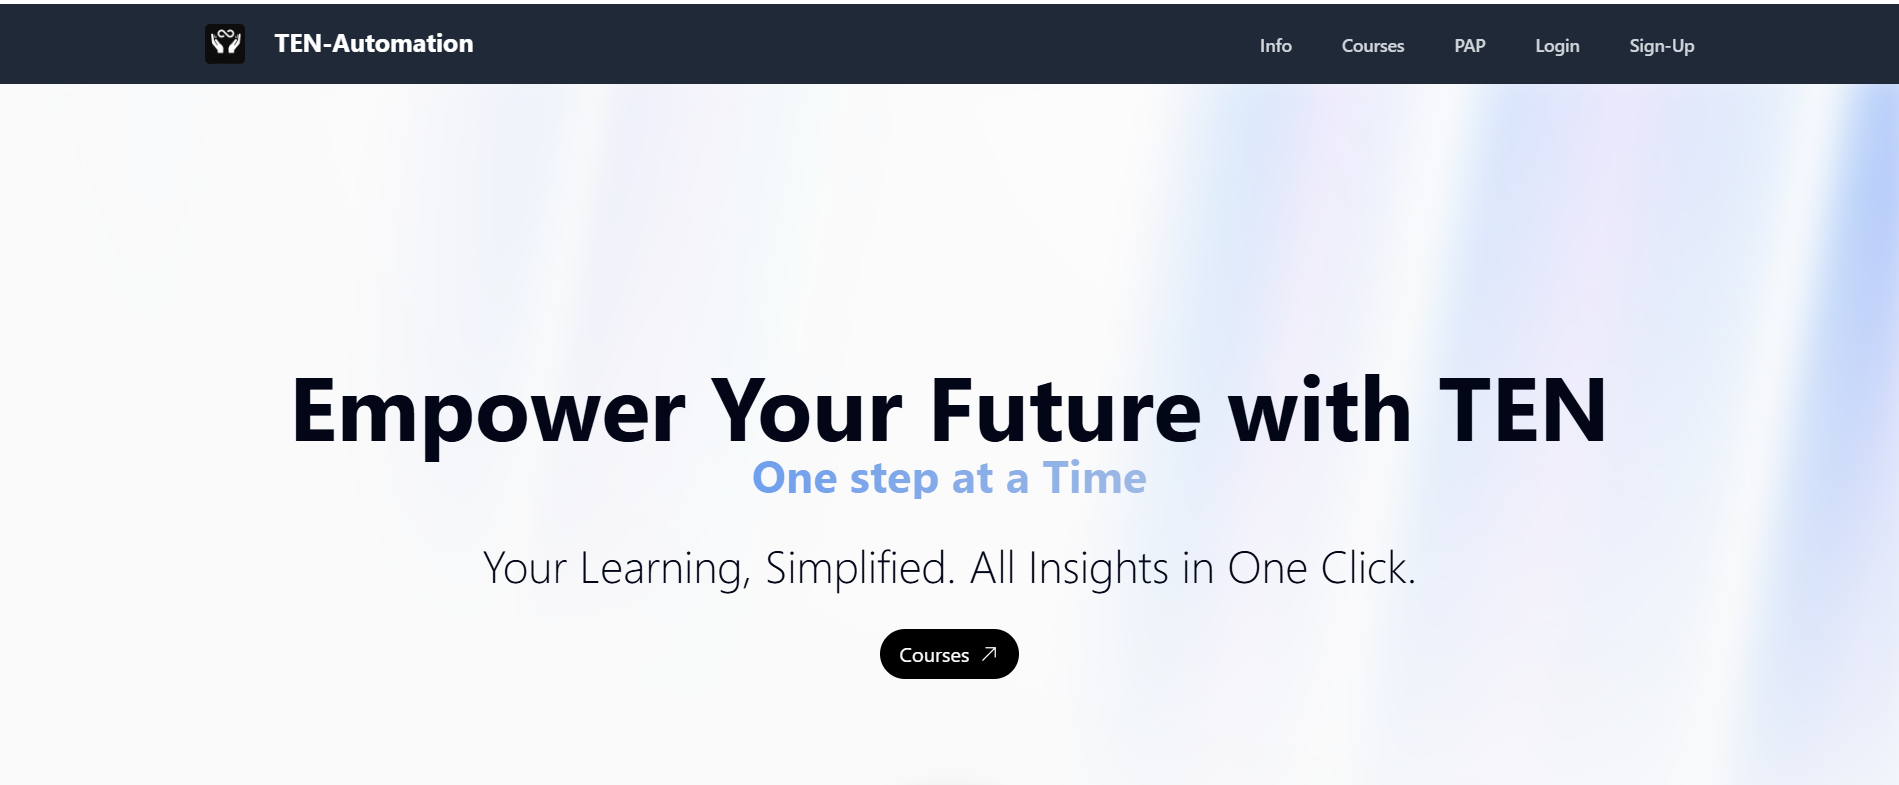 TEN-Automation
Info
Courses
PAP
Login
Sign-Up
Empower Your Future with TEN
One step at a Time
Your Learning, Simplified. All Insights in One Click.
Courses